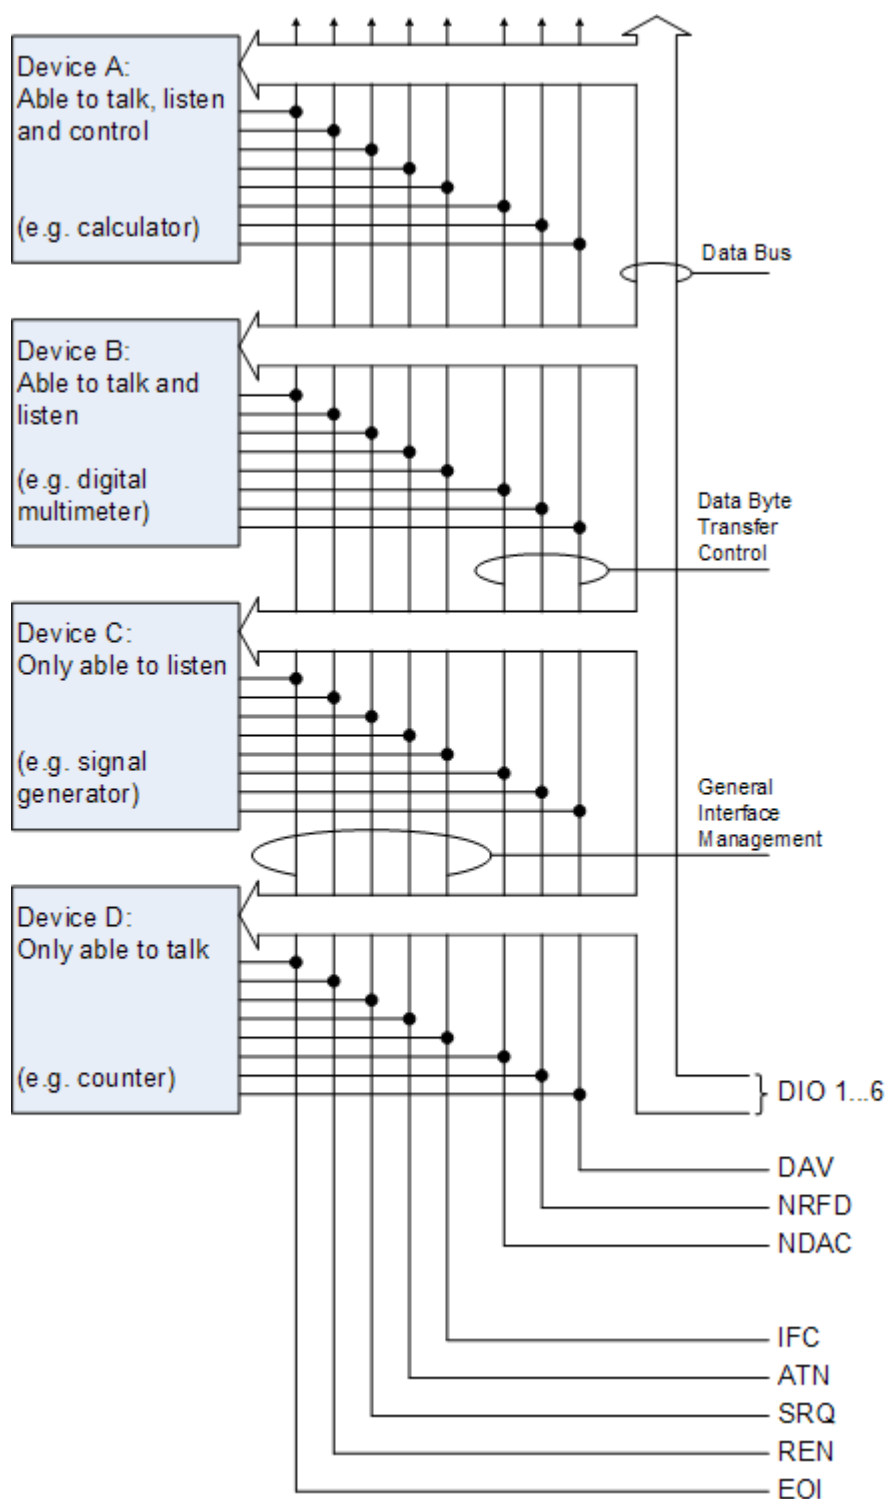 Device A:
Able to talk, listen
and control
(e.g. calculator)
Data Bus
Device B:
Able to talk and
listen
(e.g. digital
multimeter)
Data Byte
Transfer
Control
Device C:
Only able to listen
(e.g. signal
generator)
General
Interface
Management
Device D:
Only able to talk
(e.g. counter)
DIO 1...6
DAV
NRFD
NDAC
IFC
ATN
SRQ
REN
EOI